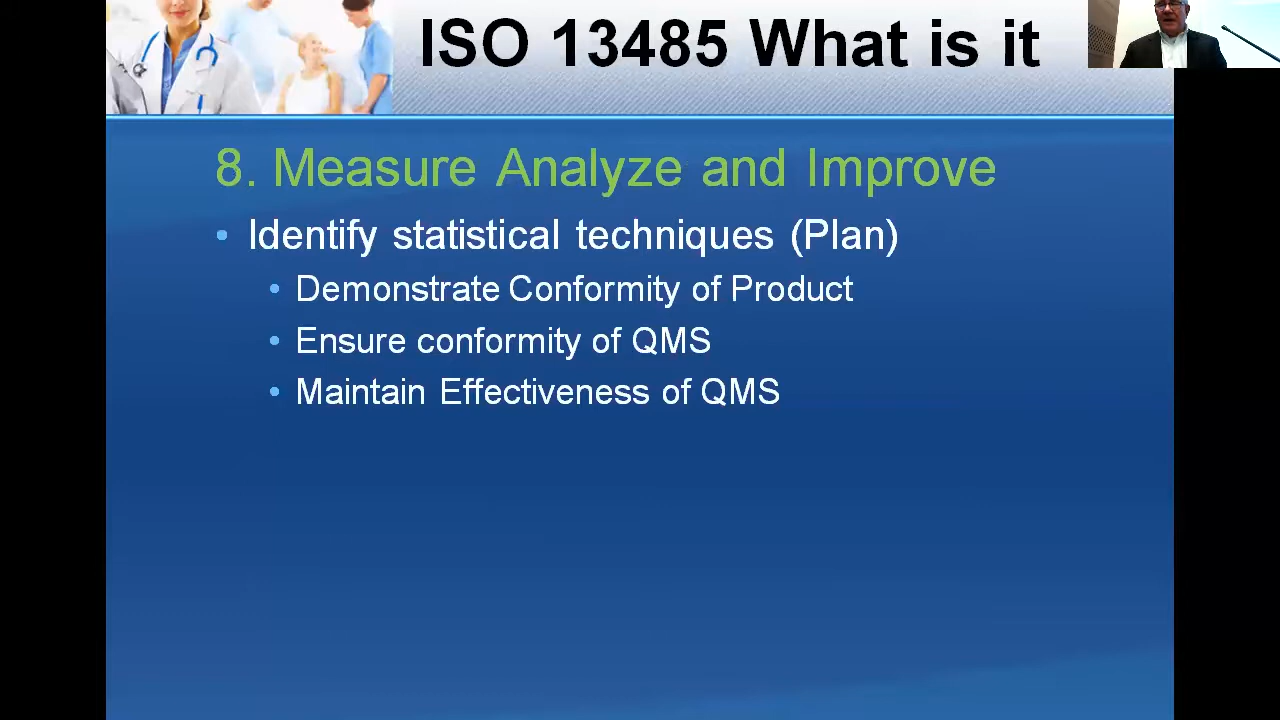 ISO 13485 What is it
8. Measure Analyze and Improve
• Identify statistical techniques (Plan)
• Demonstrate Conformity of Product
• Ensure conformity of QMS
• Maintain Effectiveness of QMS